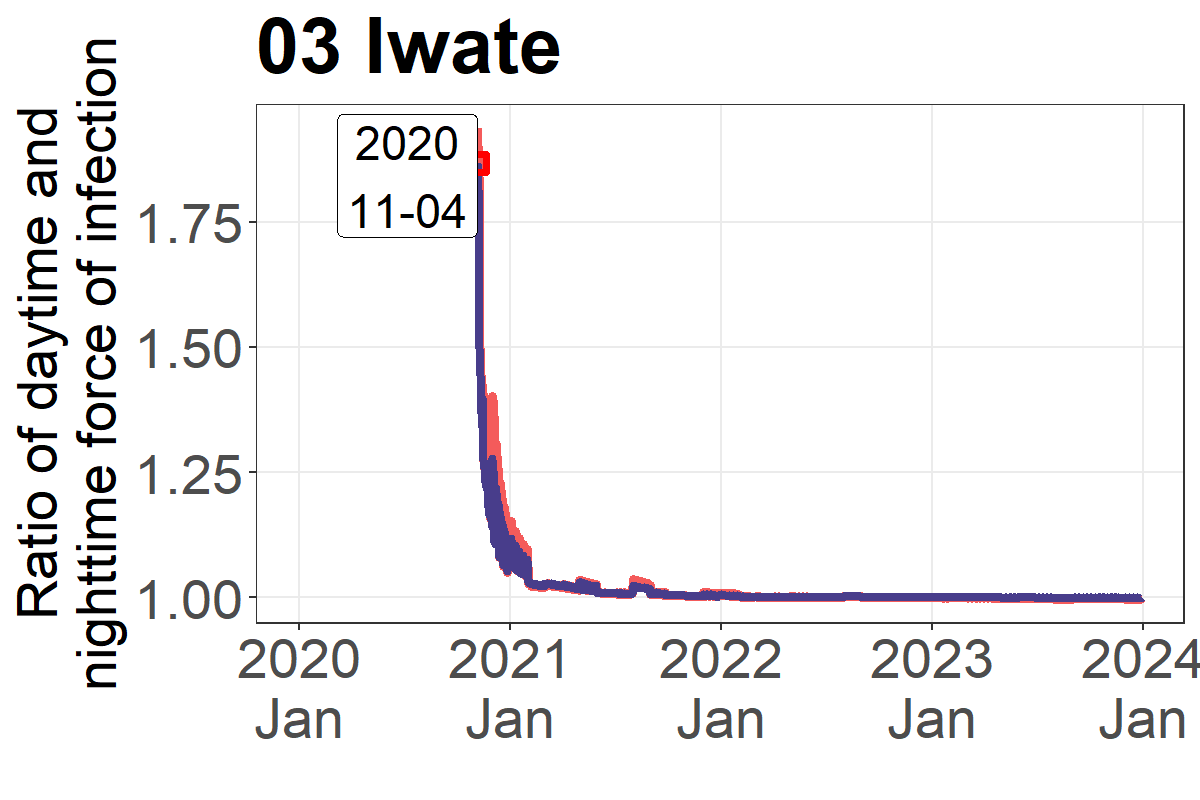 03 Iwate
Ratio of daytime and
nighttime force of infection
2020
11-04
1.75
1.50
1.25
1.00
2020 2021 2022 2023 2024
Jan Jan Jan Jan Jan